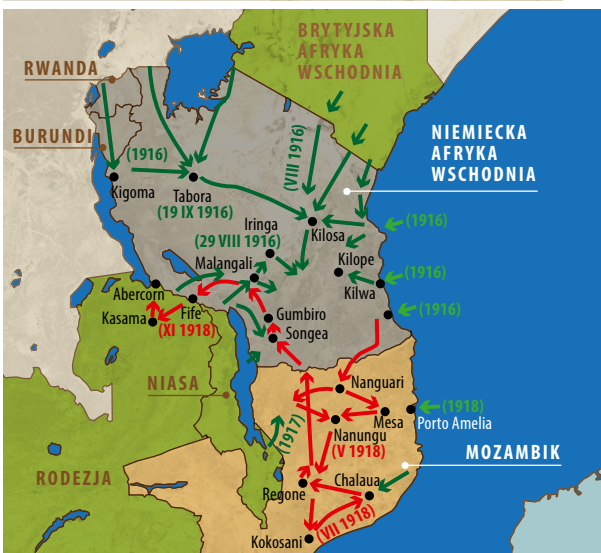 BRYTYJSKA
AFRYKA
WSCHODNIA
RWANDA
BURUNDI
NIEMIECKA
AFRYKA
WSCHODNIA
(1916)
(VIII 1916)
Kigoma
Tabora
(19 IX 1916)
Iringa
(29 VIII 1916)
Kilosa
(1916)
Malangali
Kilope
(1916)
Abercorn
Kilwa
Kasama
Fife
(XI 1918)
Gumbiro
(1916)
Songea
NIASA
Nanguari
(1918)
Mesa
Porto Amelia
(1917)
Nanungu
(V 1918)
MOZAMBIK
RODEZJA
Regone
Chalaua
(VII 1918)
Kokosani